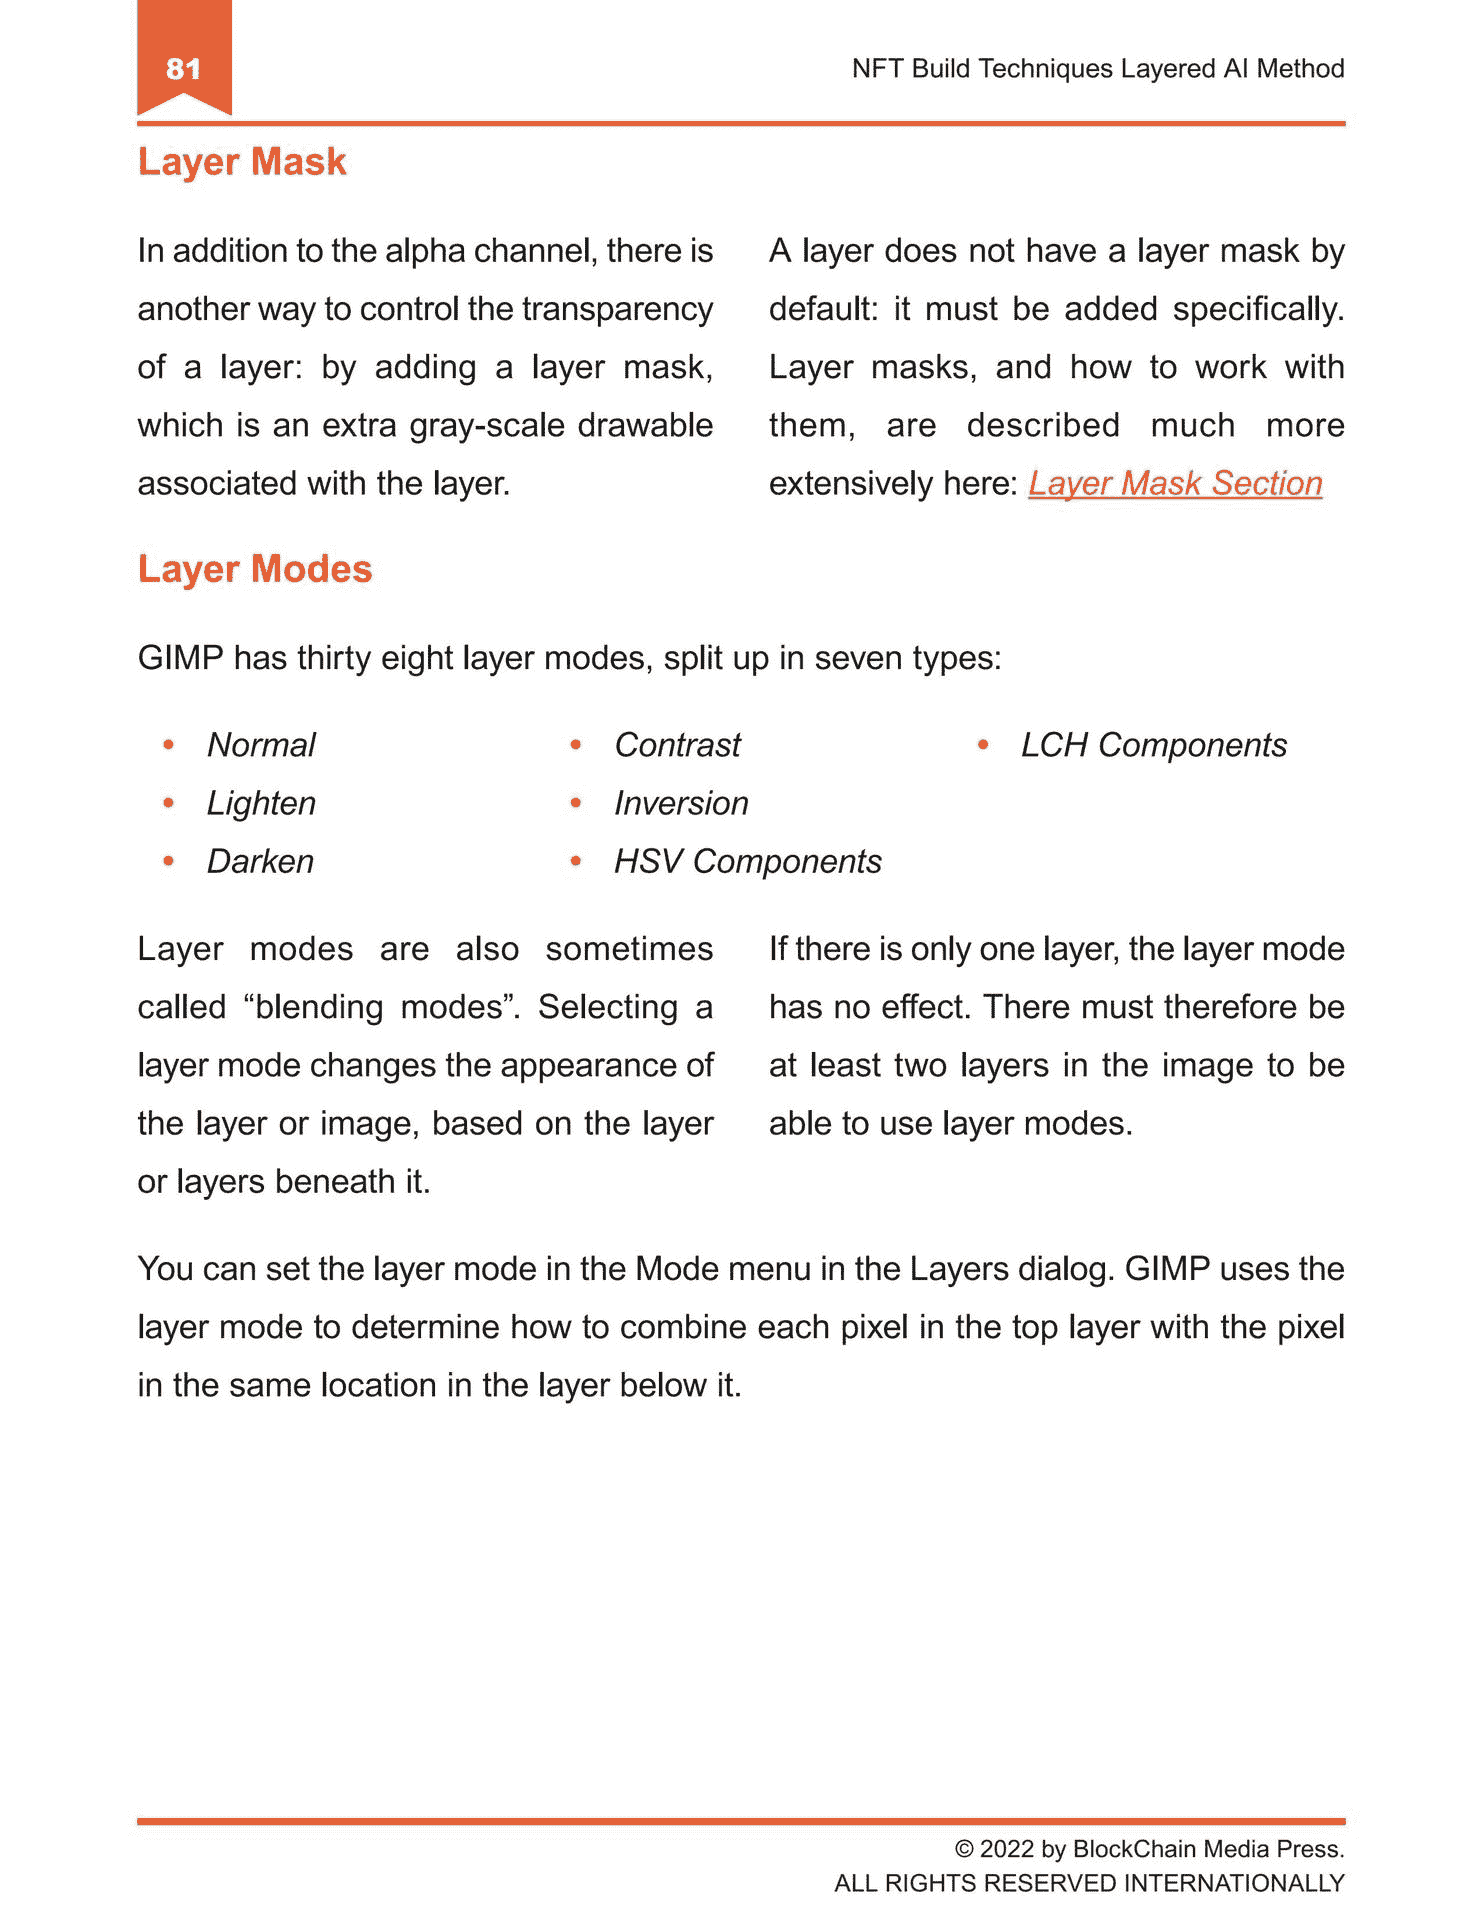 81
NFT Build Techniques Layered AI Method
Layer Mask
In addition to the alpha channel, there is
another way to control the transparency
of a layer: by adding a layer mask,
which is an extra gray-scale drawable
associated with the layer.
A layer does not have a layer mask by
default: it must be added specifically.
Layer masks, and how to work with
them, are described much more
extensively here: Layer Mask Section
Layer Modes
GIMP has thirty eight layer modes, split up in seven types:
• Normal
• Lighten
• Darken
• Contrast
• Inversion
• HSV Components
• LCH Components
Layer modes are also sometimes
called “blending modes”. Selecting a
layer mode changes the appearance of
the layer or image, based on the layer
or layers beneath it.
If there is only one layer, the layer mode
has no effect. There must therefore be
at least two layers in the image to be
able to use layer modes.
You can set the layer mode in the Mode menu in the Layers dialog. GIMP uses the
layer mode to determine how to combine each pixel in the top layer with the pixel
in the same location in the layer below it.
© 2022 by BlockChain Media Press.
ALL RIGHTS RESERVED INTERNATIONALLY